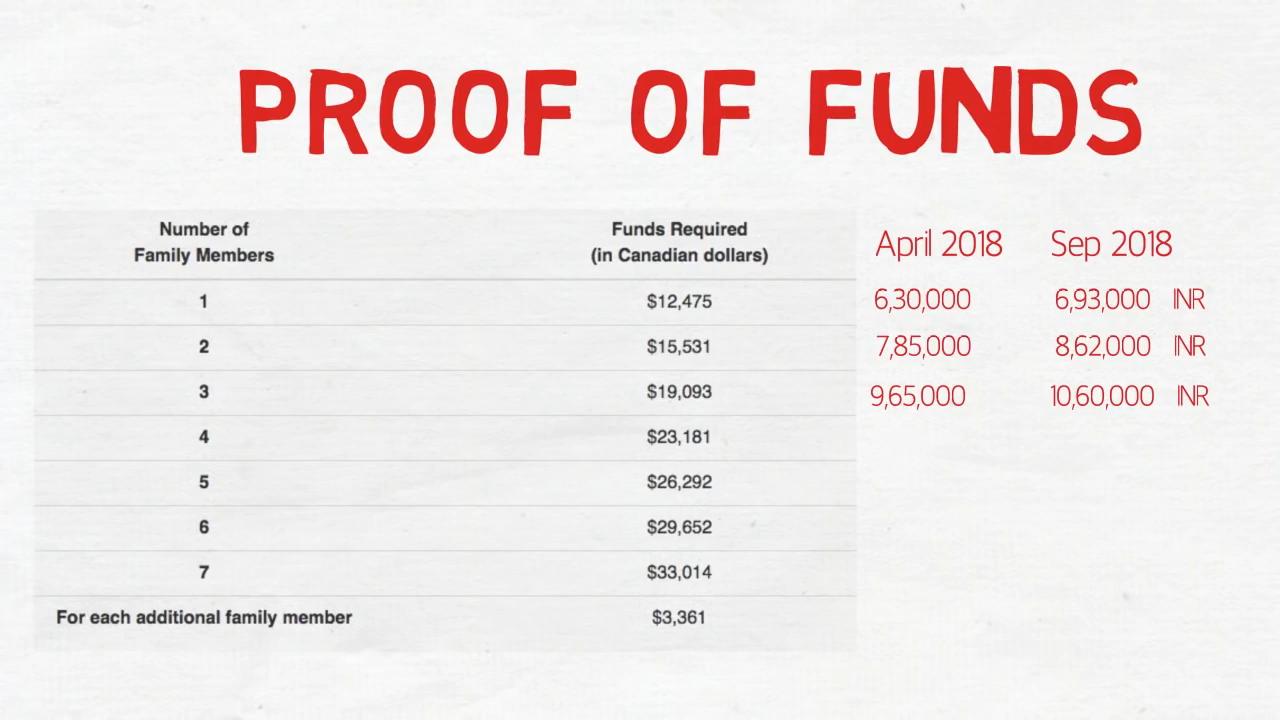 PROOF OF FUNDS
Number of Family Members Funds Required (in Canadian dollars) April 2018 Sep 2018
1 $12,475 6,30,000 6,93,000 INR
2 $15,531 7,85,000 8,62,000 INR
3 $19,093 9,65,000 10,60,000 INR
4 $23,181
5 $26,292
6 $29,652
7 $33,014
For each additional family member $3,361